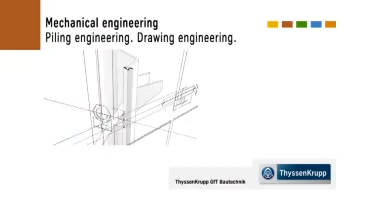 Mechanical engineering
Piling engineering. Drawing engineering.
ThyssenKrupp GfT Bautechnik
ThyssenKrupp